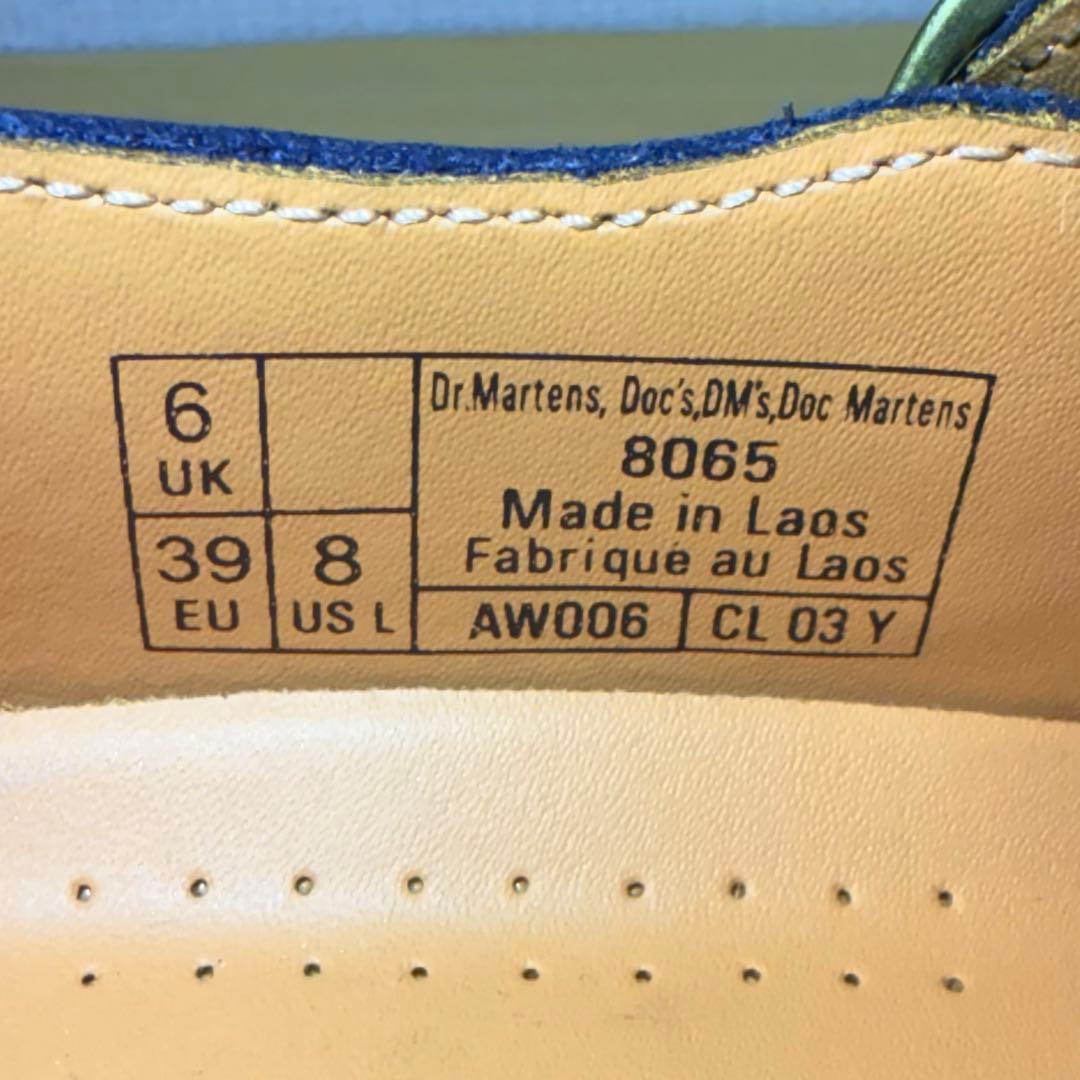 6
UK
39
EU
8
US L
Dr.Martens, Doc's,DM's,Doc Martens
8065
Made in Laos
Fabriqué au Laos
AW006
CL 03 Y